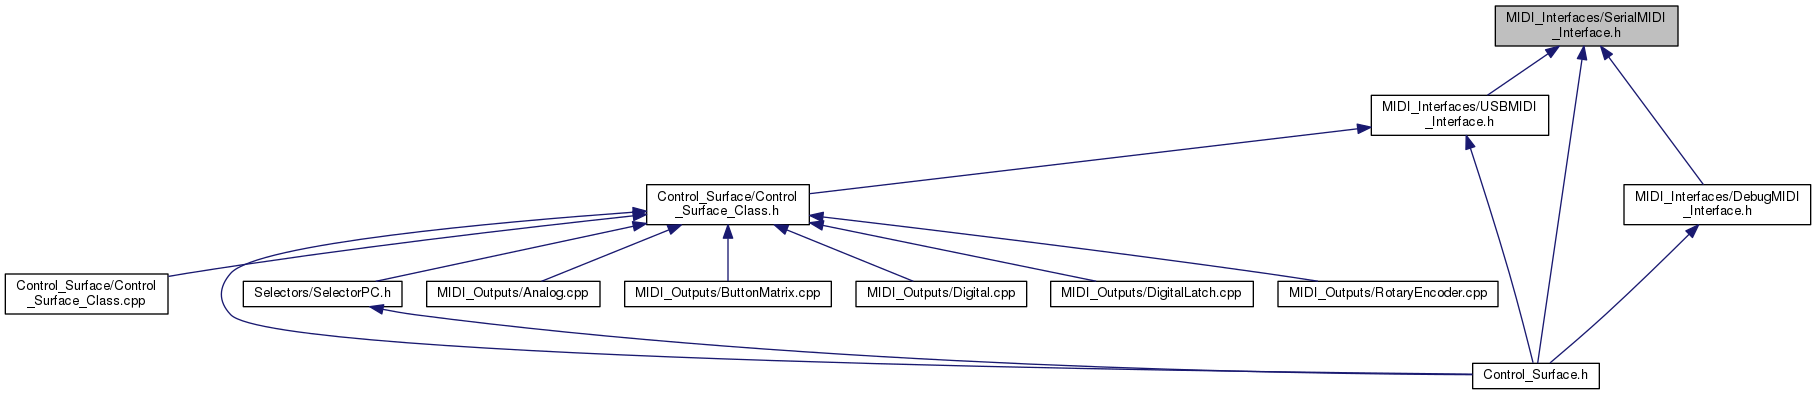 MIDI_Interfaces/SerialMIDI
_Interface.h
MIDI_Interfaces/USBMIDI
_Interface.h
Control_Surface/Control
_Surface_Class.h
MIDI_Interfaces/DebugMIDI
_Interface.h
Control_Surface/Control
_Surface_Class.cpp
Selectors/SelectorPC.h
MIDI_Outputs/Analog.cpp
MIDI_Outputs/ButtonMatrix.cpp
MIDI_Outputs/Digital.cpp
MIDI_Outputs/DigitalLatch.cpp
MIDI_Outputs/RotaryEncoder.cpp
Control_Surface.h